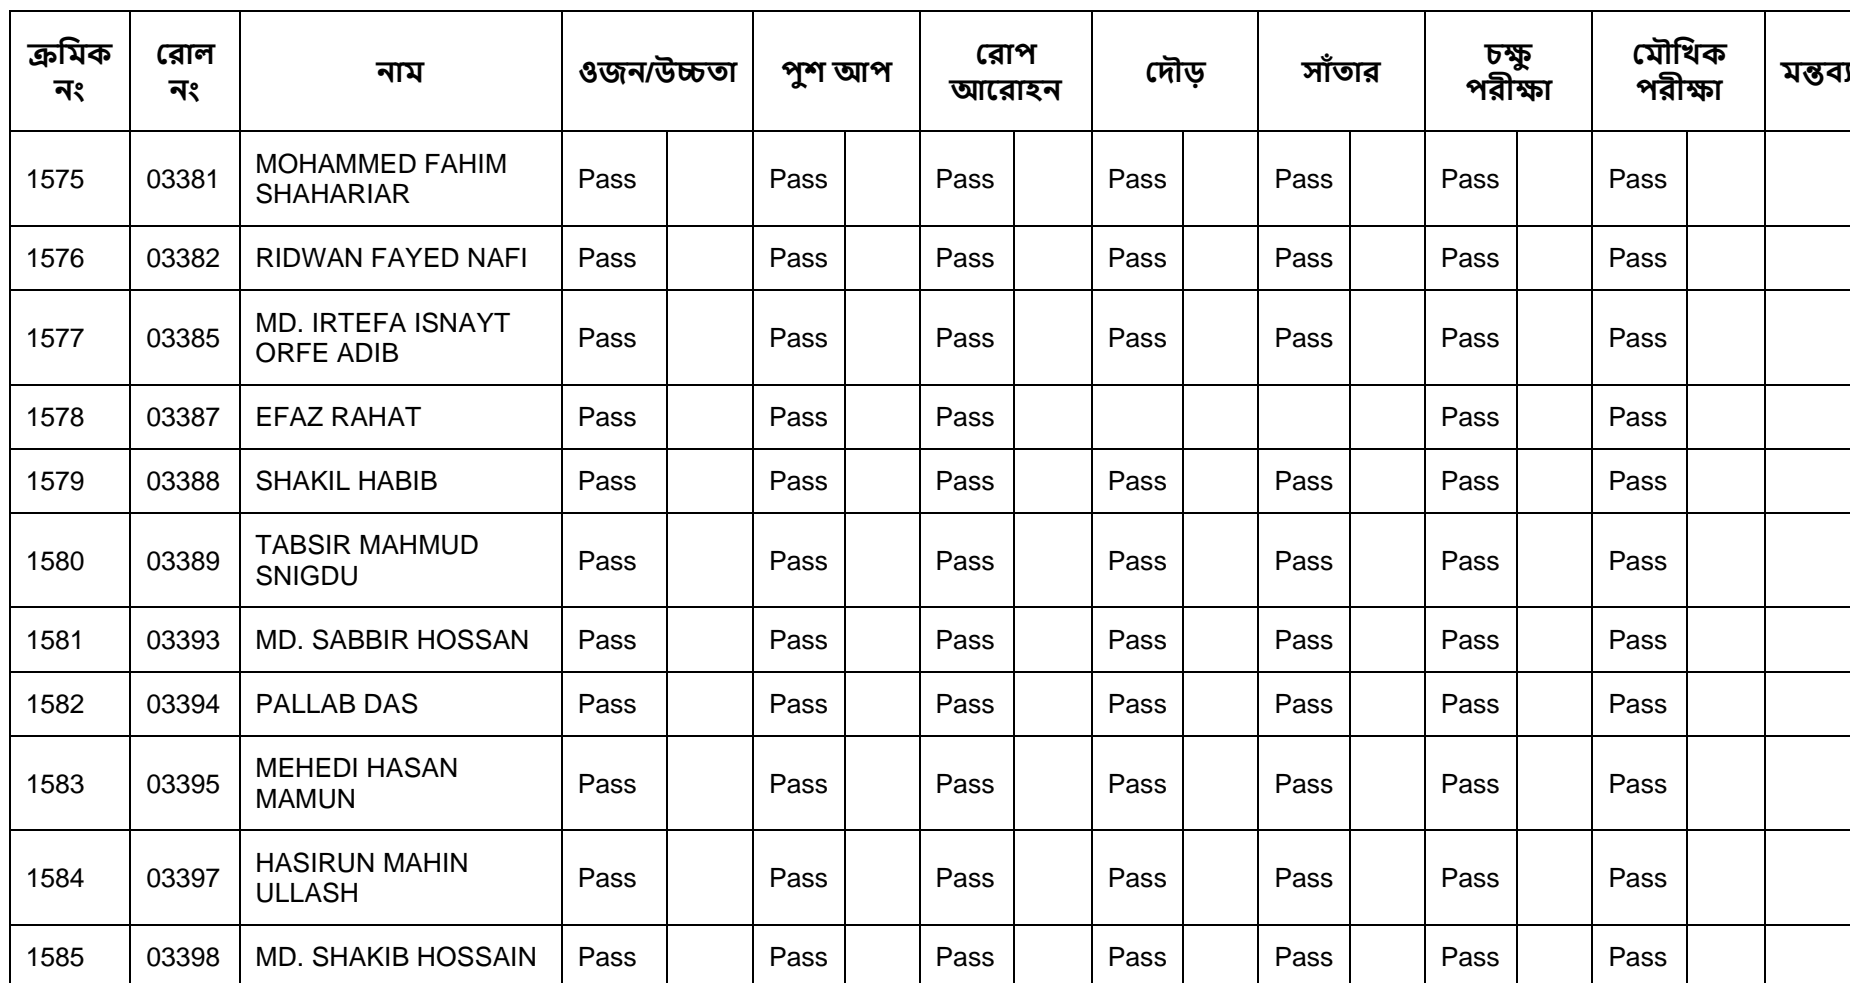 ক্রমিক নং রোল নং নাম ওজন/উচ্চতা পুশ আপ রোপ আরোহন দৌড় সাঁতার চক্ষু পরীক্ষা মৌখিক পরীক্ষা মন্তব্য
1575 03381 MOHAMMED FAHIM SHAHARIAR Pass Pass Pass Pass Pass Pass Pass
1576 03382 RIDWAN FAYED NAFI Pass Pass Pass Pass Pass Pass Pass
1577 03385 MD. IRTEFA ISNAYT ORFE ADIB Pass Pass Pass Pass Pass Pass Pass
1578 03387 EFAZ RAHAT Pass Pass Pass Pass Pass
1579 03388 SHAKIL HABIB Pass Pass Pass Pass Pass Pass Pass
1580 03389 TABSIR MAHMUD SNIGDU Pass Pass Pass Pass Pass Pass Pass
1581 03393 MD. SABBIR HOSSAN Pass Pass Pass Pass Pass Pass Pass
1582 03394 PALLAB DAS Pass Pass Pass Pass Pass Pass Pass
1583 03395 MEHEDI HASAN MAMUN Pass Pass Pass Pass Pass Pass Pass
1584 03397 HASIRUN MAHIN ULLASH Pass Pass Pass Pass Pass Pass Pass
1585 03398 MD. SHAKIB HOSSAIN Pass Pass Pass Pass Pass Pass Pass